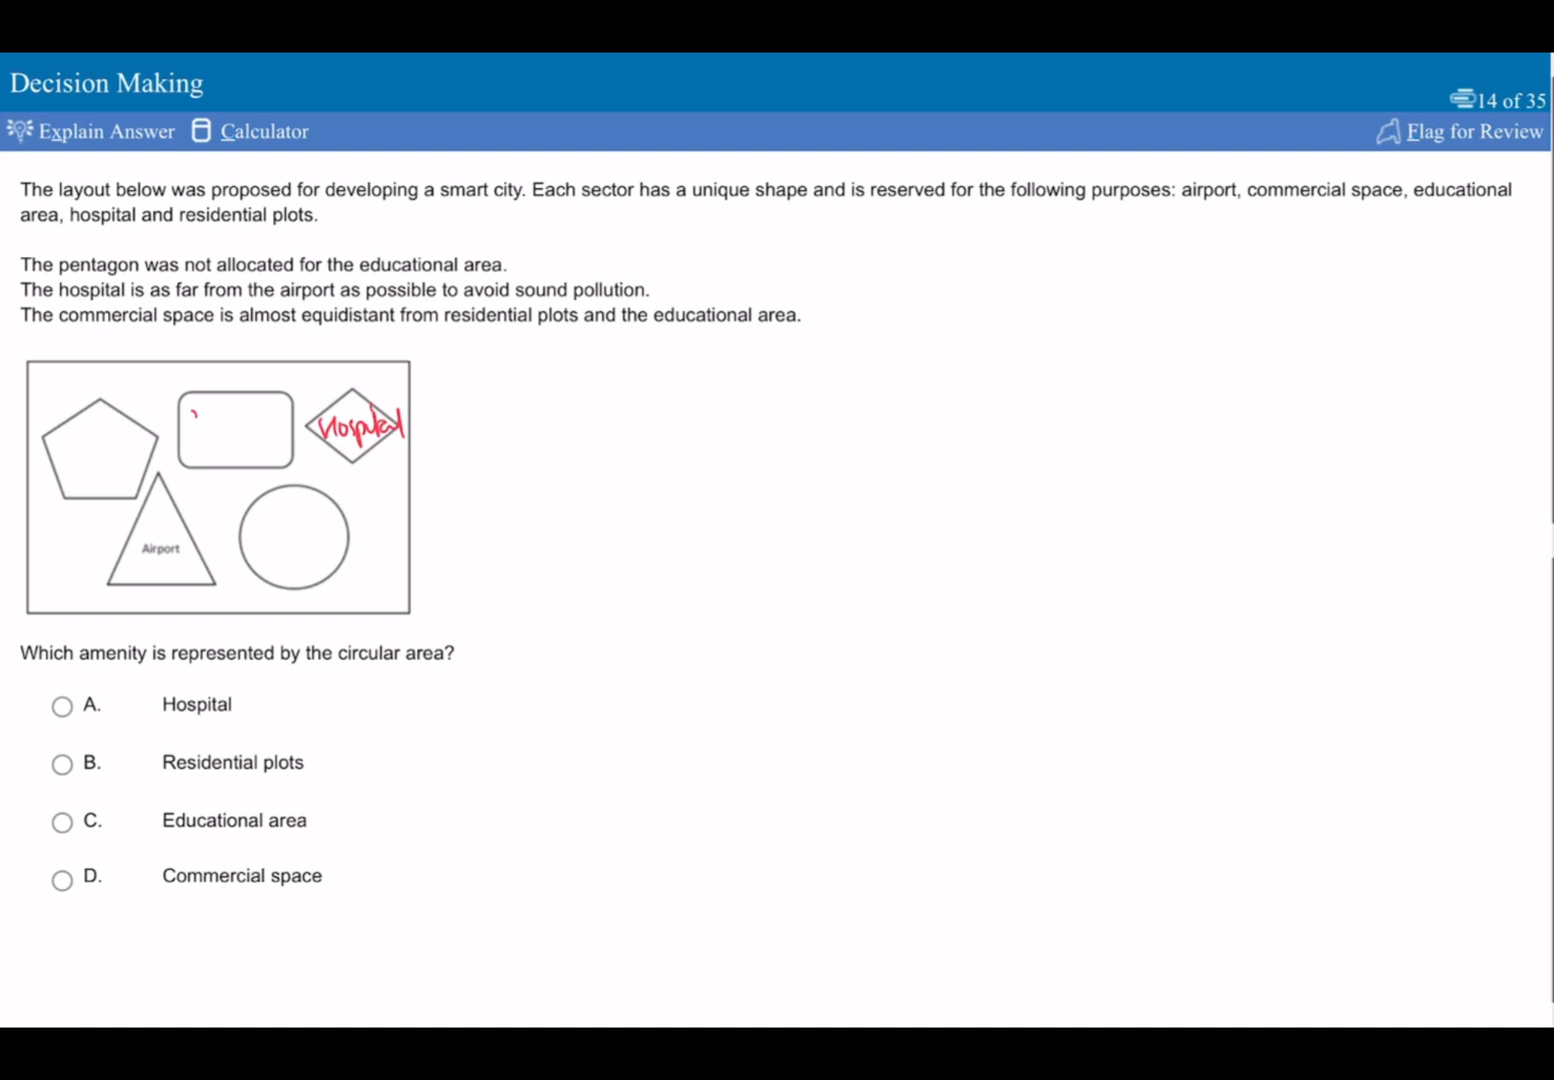 Decision Making
14 of 35
Explain Answer Calculator
Flag for Review
The layout below was proposed for developing a smart city. Each sector has a unique shape and is reserved for the following purposes: airport, commercial space, educational
area, hospital and residential plots.
The pentagon was not allocated for the educational area.
The hospital is as far from the airport as possible to avoid sound pollution.
The commercial space is almost equidistant from residential plots and the educational area.
Hospital
Airport
Which amenity is represented by the circular area?
A. Hospital
B. Residential plots
C. Educational area
D. Commercial space